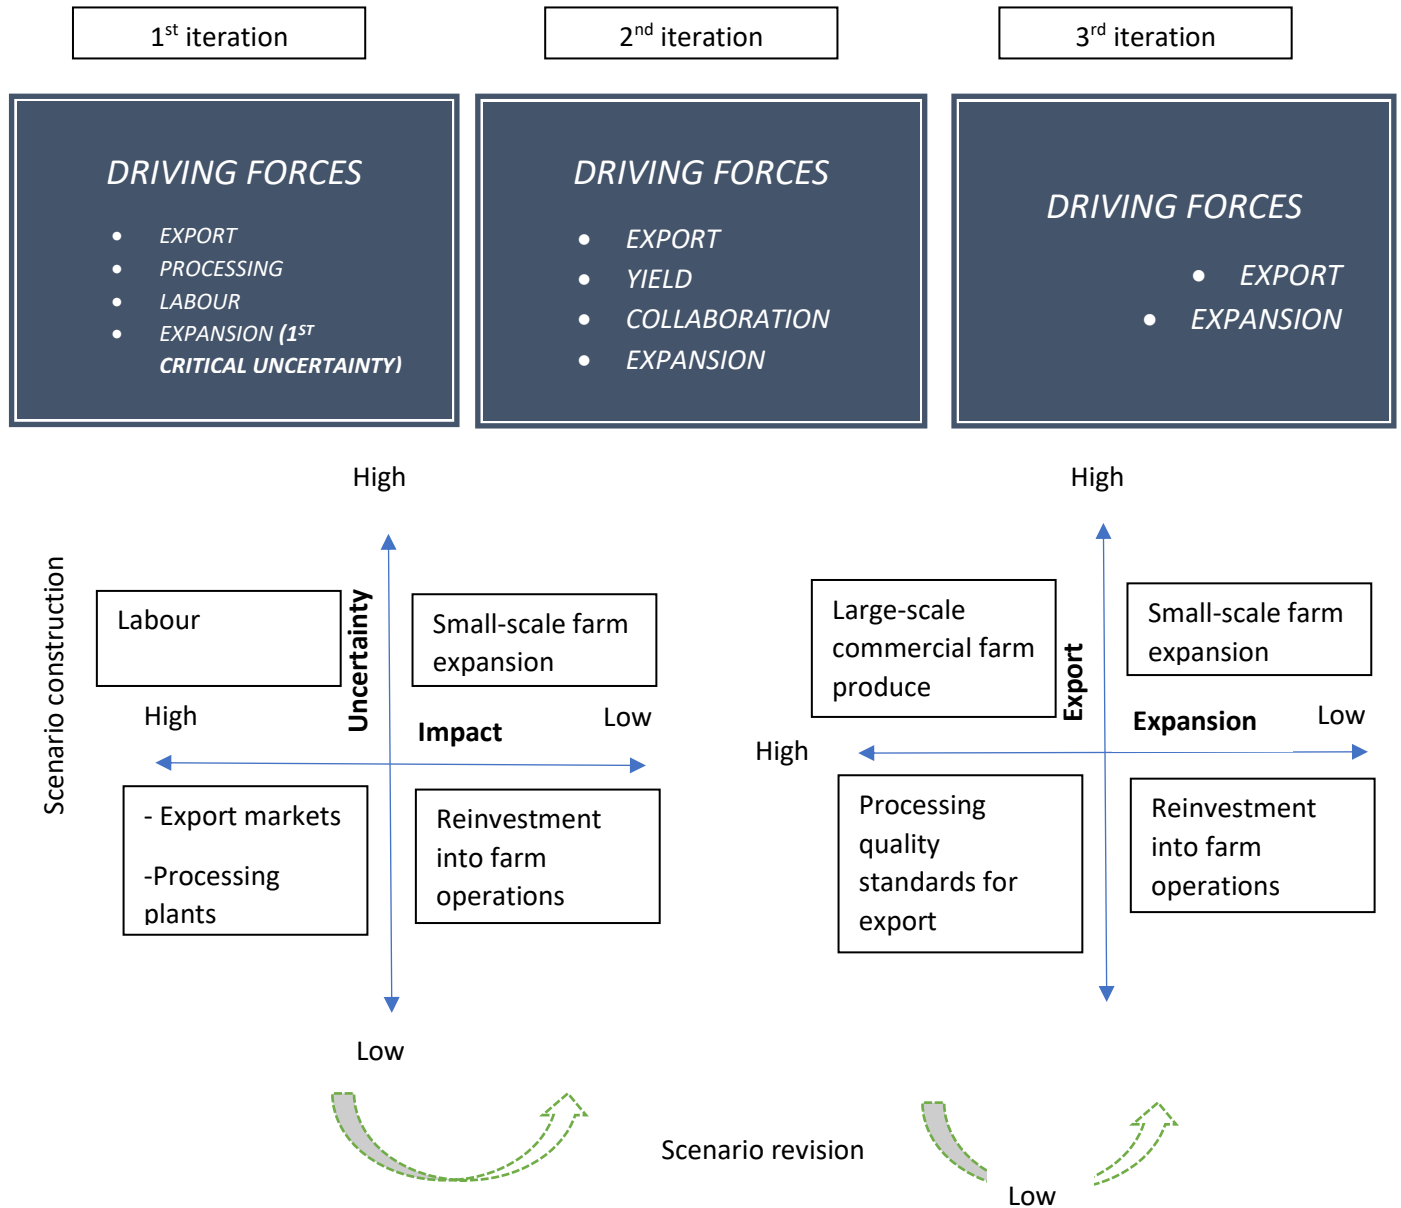 1st iteration
2nd iteration
3rd iteration
DRIVING FORCES
• EXPORT
• PROCESSING
• LABOUR
• EXPANSION (1ST
CRITICAL UNCERTAINTY)
DRIVING FORCES
• EXPORT
• YIELD
• COLLABORATION
• EXPANSION
DRIVING FORCES
• EXPORT
• EXPANSION
Scenario construction
High
Uncertainty
Labour
Small-scale farm
expansion
High
Impact
Low
- Export markets
-Processing
plants
Reinvestment
into farm
operations
Low
High
Export
Large-scale
commercial farm
produce
Small-scale farm
expansion
High
Expansion
Low
Processing
quality
standards for
export
Reinvestment
into farm
operations
Scenario revision
Low